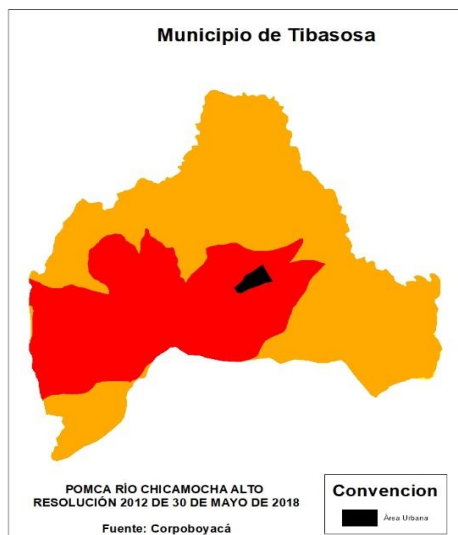 Municipio de Tibasosa
POMCA RÍO CHICAMOCHA ALTO
RESOLUCIÓN 2012 DE 30 DE MAYO DE 2018
Fuente: Corpoboyacá
Convencion
Área Urbana